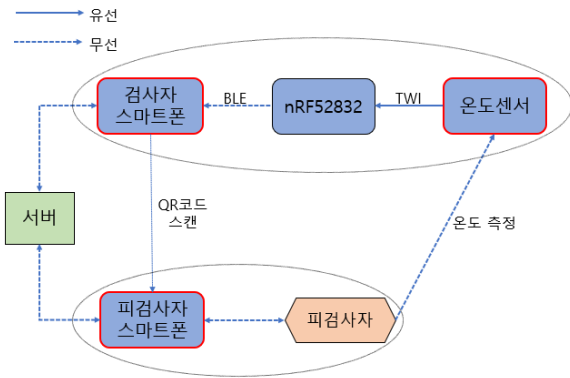 유선
무선
검사자
스마트폰
BLE
nRF52832
TWI
온도센서
QR코드
스캔
서버
온도 측정
피검사자
스마트폰
피검사자